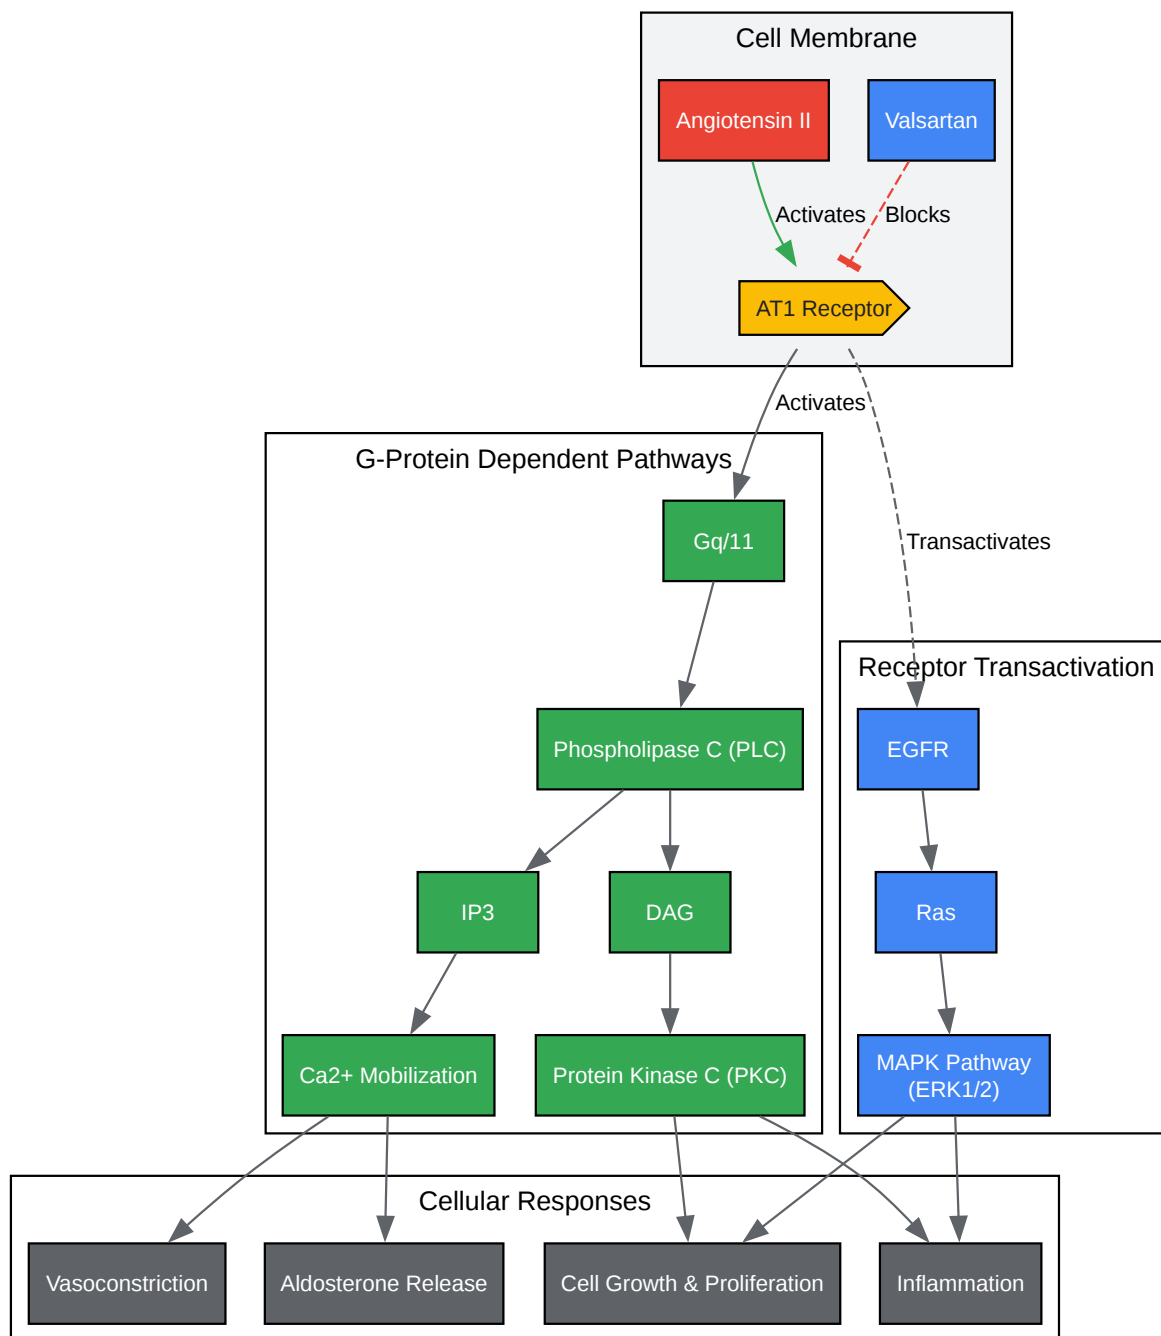 Cell Membrane
Angiotensin II
Valsartan
Activates
Blocks
AT1 Receptor
Activates
G-Protein Dependent Pathways
Gq/11
Transactivates
Receptor Transactivation
Phospholipase C (PLC)
EGFR
IP3
DAG
Ras
Ca2+ Mobilization
Protein Kinase C (PKC)
MAPK Pathway
(ERK1/2)
Cellular Responses
Vasoconstriction
Aldosterone Release
Cell Growth & Proliferation
Inflammation